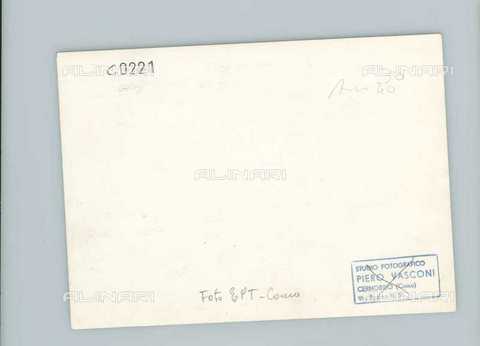 C0221
ALINARI
ALINARI
ALINARI
STUDIO FOTOGRAFICO
PIERO VASCONI
CERNOBBIO (Como)
Foto EPT - Como
ALINARI
ALINARI